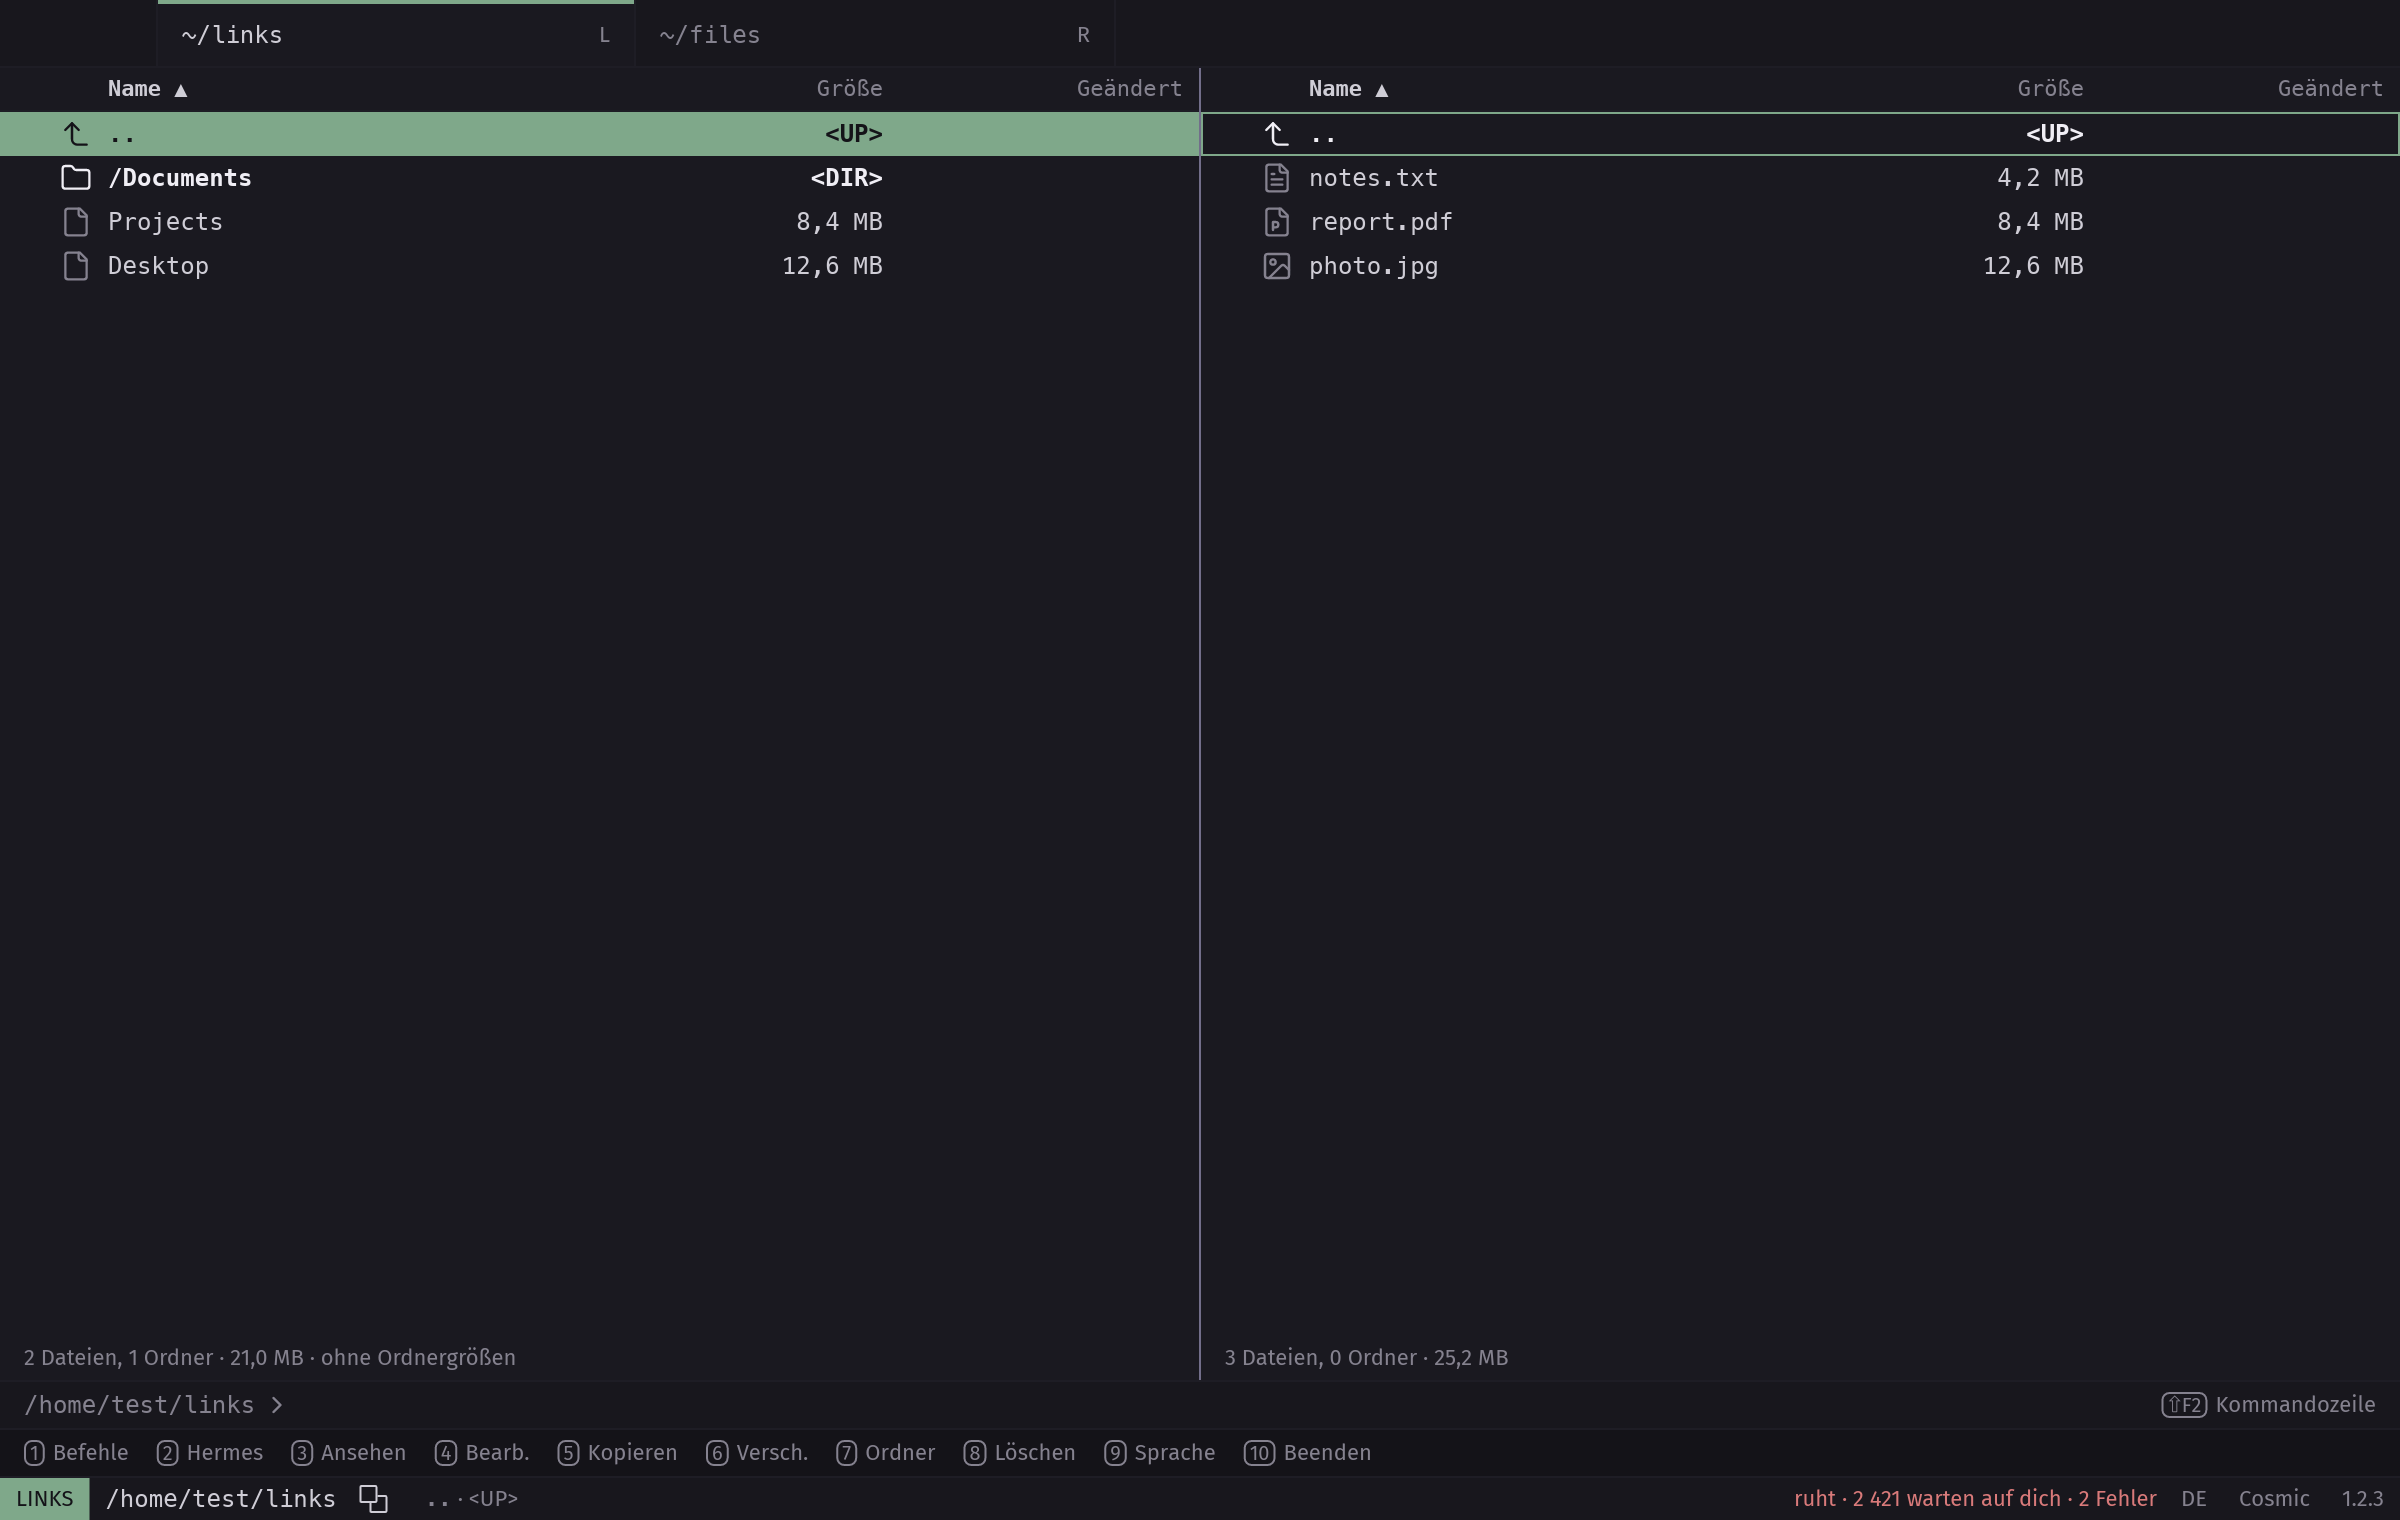 ~/links L ~/files R
Name ▲ Größe Geändert Name ▲ Größe Geändert
.. <UP> .. <UP>
/Documents <DIR> notes.txt 4,2 MB
Projects 8,4 MB report.pdf 8,4 MB
Desktop 12,6 MB photo.jpg 12,6 MB
2 Dateien, 1 Ordner · 21,0 MB · ohne Ordnergrößen 3 Dateien, 0 Ordner · 25,2 MB
/home/test/links > ⇧F2 Kommandozeile
1 Befehle 2 Hermes 3 Ansehen 4 Bearb. 5 Kopieren 6 Versch. 7 Ordner 8 Löschen 9 Sprache 10 Beenden
LINKS /home/test/links .. · <UP> ruht · 2 421 warten auf dich · 2 Fehler DE Cosmic 1.2.3